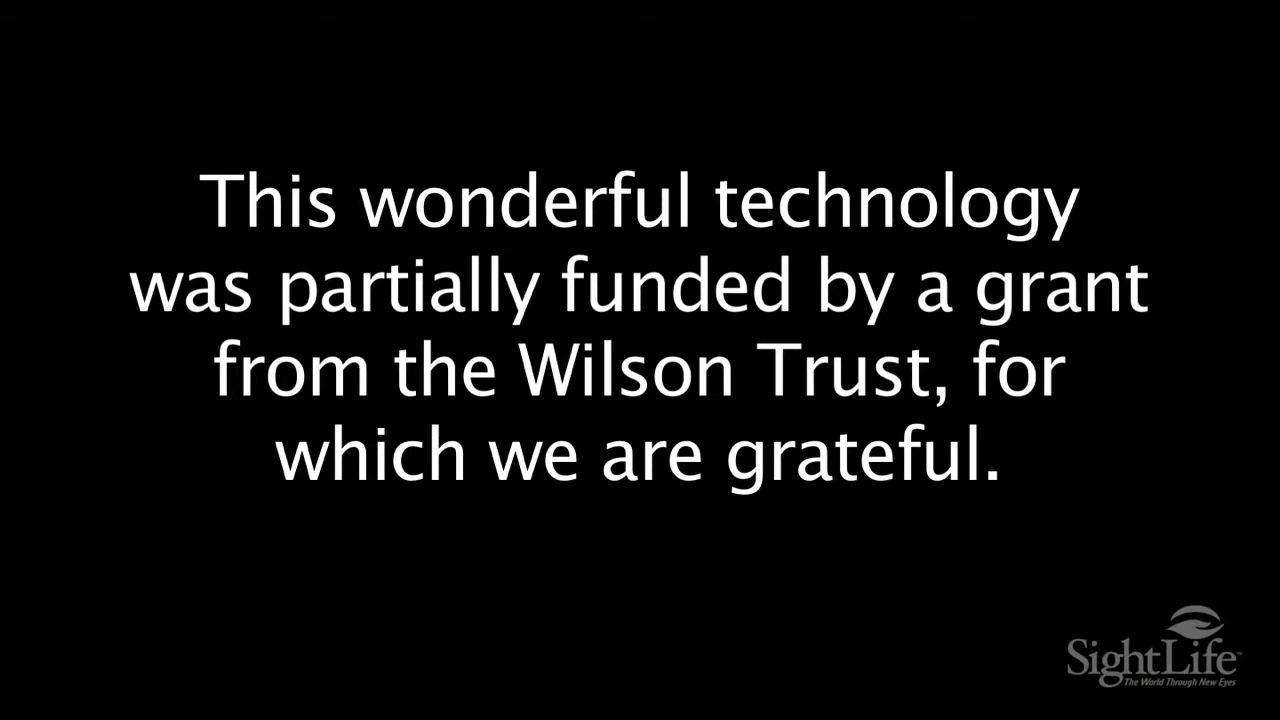 This wonderful technology
was partially funded by a grant
from the Wilson Trust, for
which we are grateful.
SightLife™
The World Through New Eyes